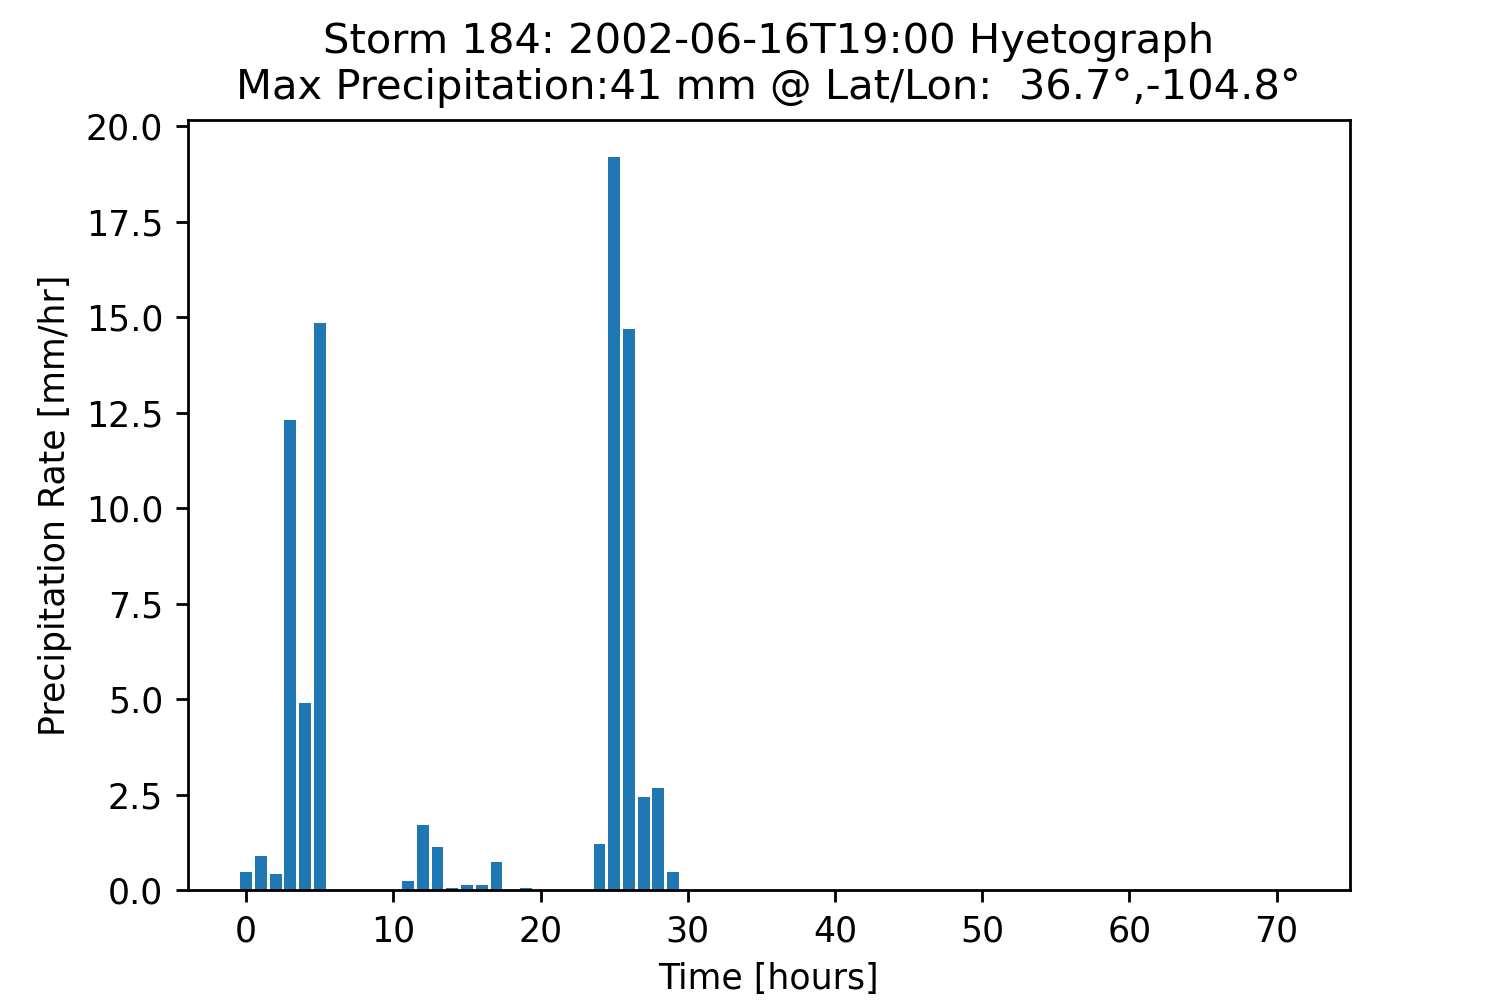 Storm 184: 2002-06-16T19:00 Hyetograph
Max Precipitation:41 mm @ Lat/Lon:  36.7°,-104.8°
Precipitation Rate [mm/hr]
20.0
17.5
15.0
12.5
10.0
7.5
5.0
2.5
0.0
0 10 20 30 40 50 60 70
Time [hours]